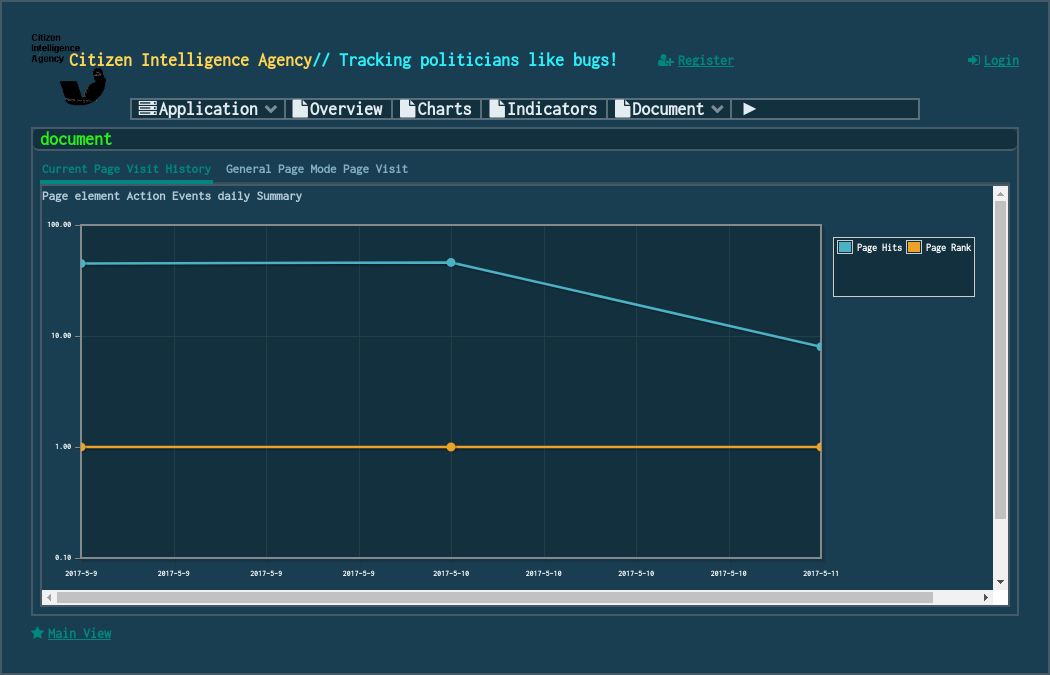 Citizen
Intelligence
Agency
Citizen Intelligence Agency// Tracking politicians like bugs!
Register
Login
Application
Overview
Charts
Indicators
Document
document
Current Page Visit History
General Page Mode Page Visit
Page element Action Events daily Summary
100.00
10.00
1.00
0.10
2017-5-9 2017-5-9 2017-5-9 2017-5-9 2017-5-10 2017-5-10 2017-5-10 2017-5-10 2017-5-11
Page Hits Page Rank
Main View